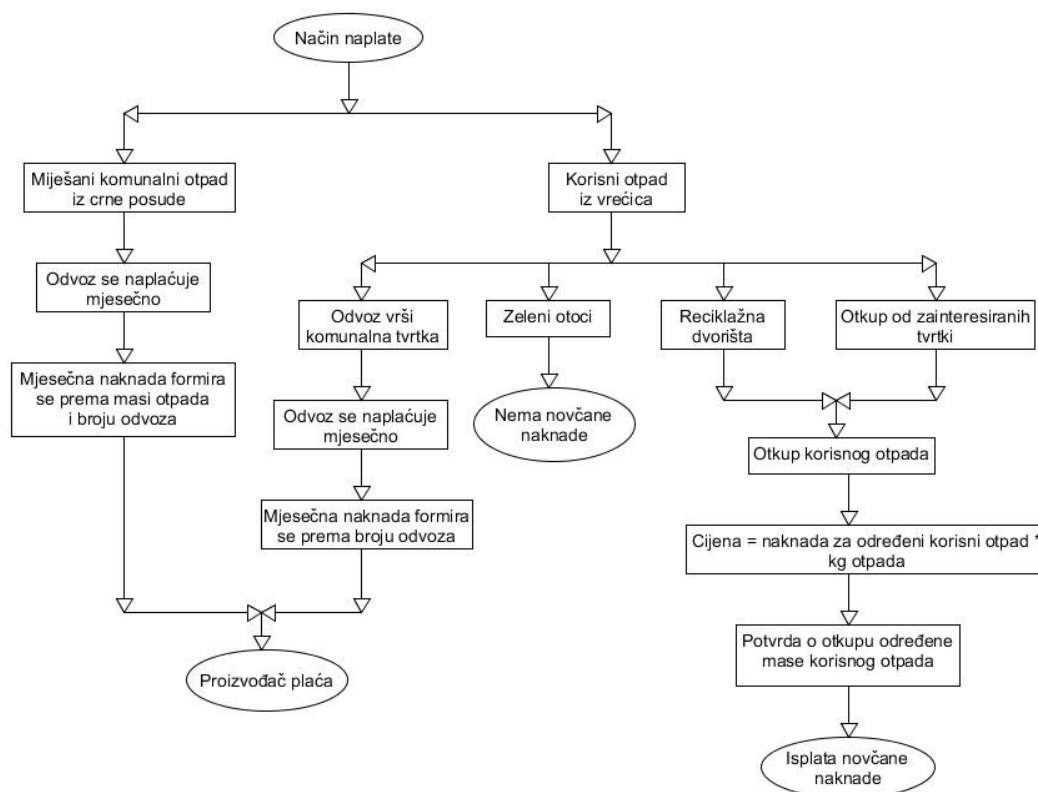 Način naplate
Miješani komunalni otpad
iz crne posude
Korisni otpad
iz vrećica
Odvoz se naplaćuje
mjesečno
Odvoz vrši
komunalna tvrtka
Zeleni otoci
Reciklažna
dvorišta
Otkup od zainteresiranih
tvrtki
Mjesečna naknada formira
se prema masi otpada
i broju odvoza
Odvoz se naplaćuje
mjesečno
Nema novčane
naknade
Otkup korisnog otpada
Mjesečna naknada formira
se prema broju odvoza
Cijena = naknada za određeni korisni otpad *
kg otpada
Proizvođač plaća
Potvrda o otkupu određene
mase korisnog otpada
Isplata novčane
naknade